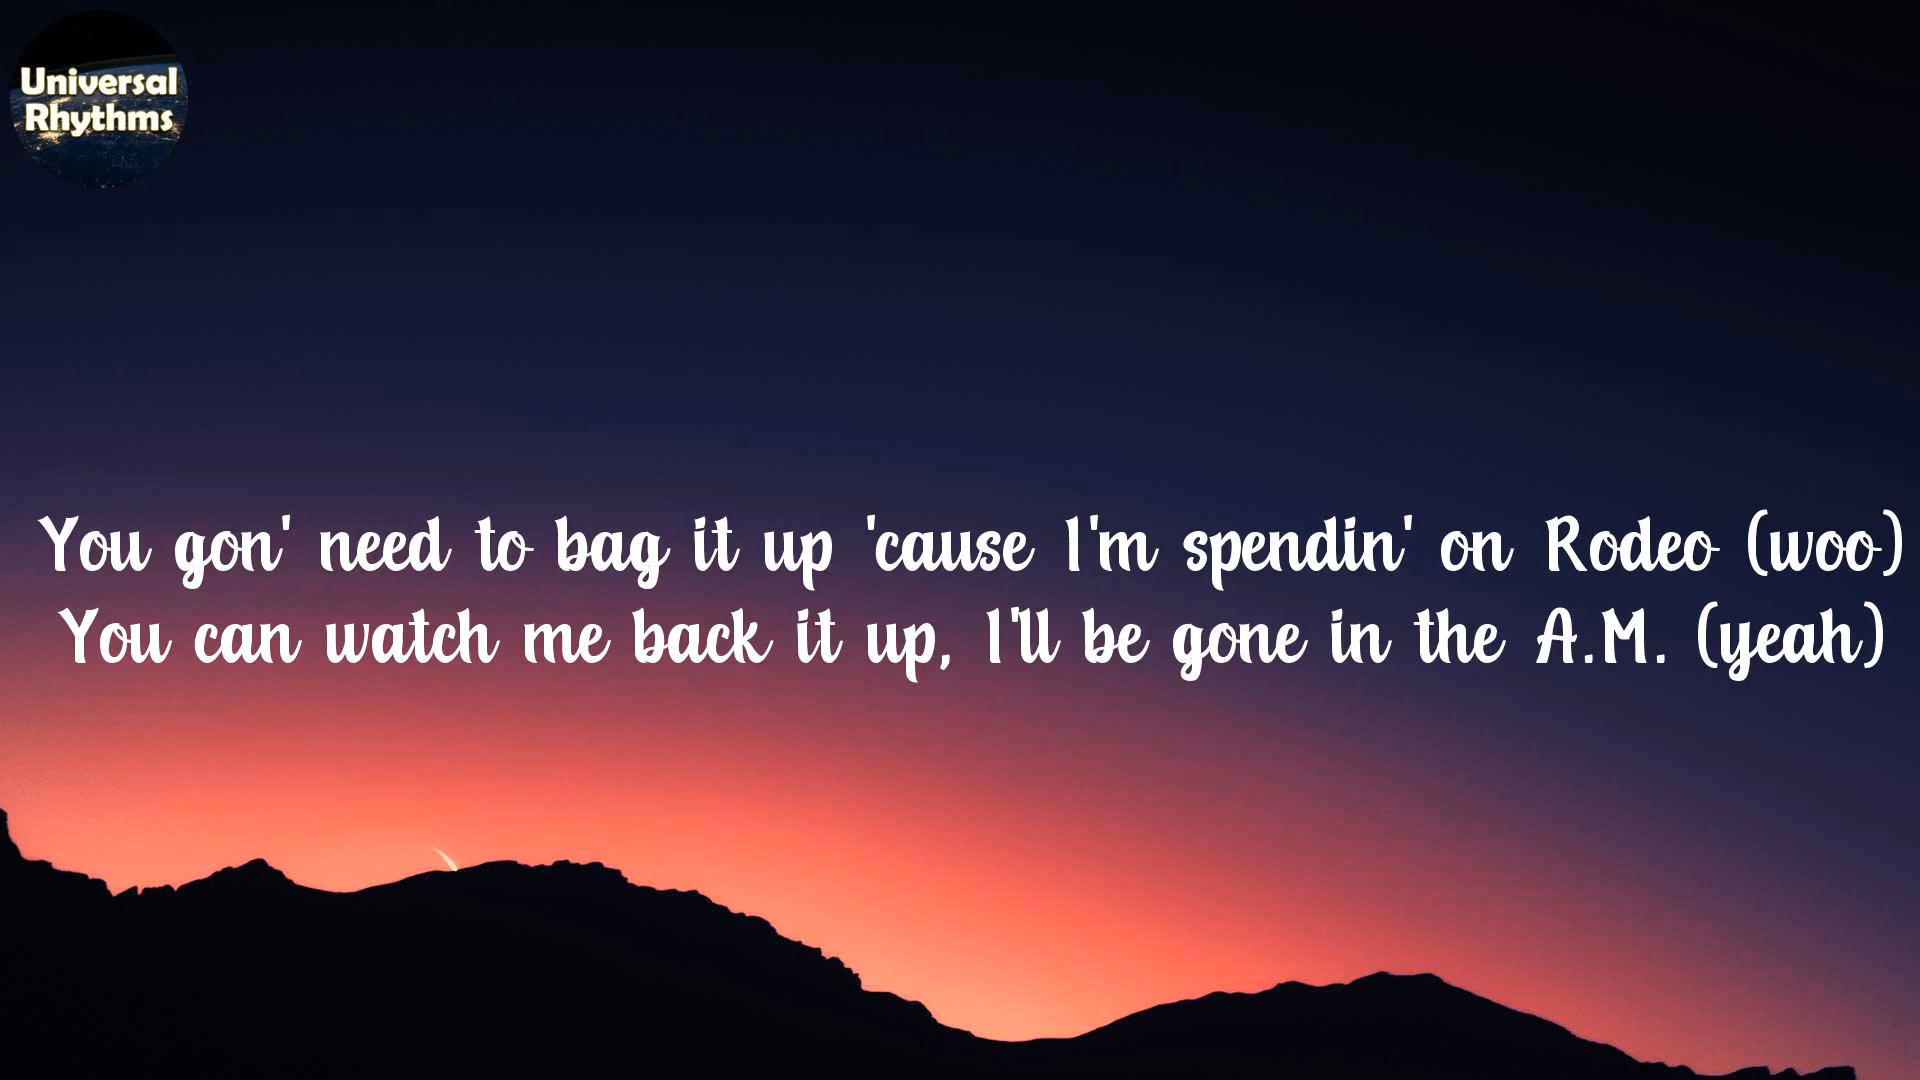 Universal
Rhythms
You gon' need to bag it up 'cause I'm spendin' on Rodeo (woo)
You can watch me back it up, I'll be gone in the A.M. (yeah)